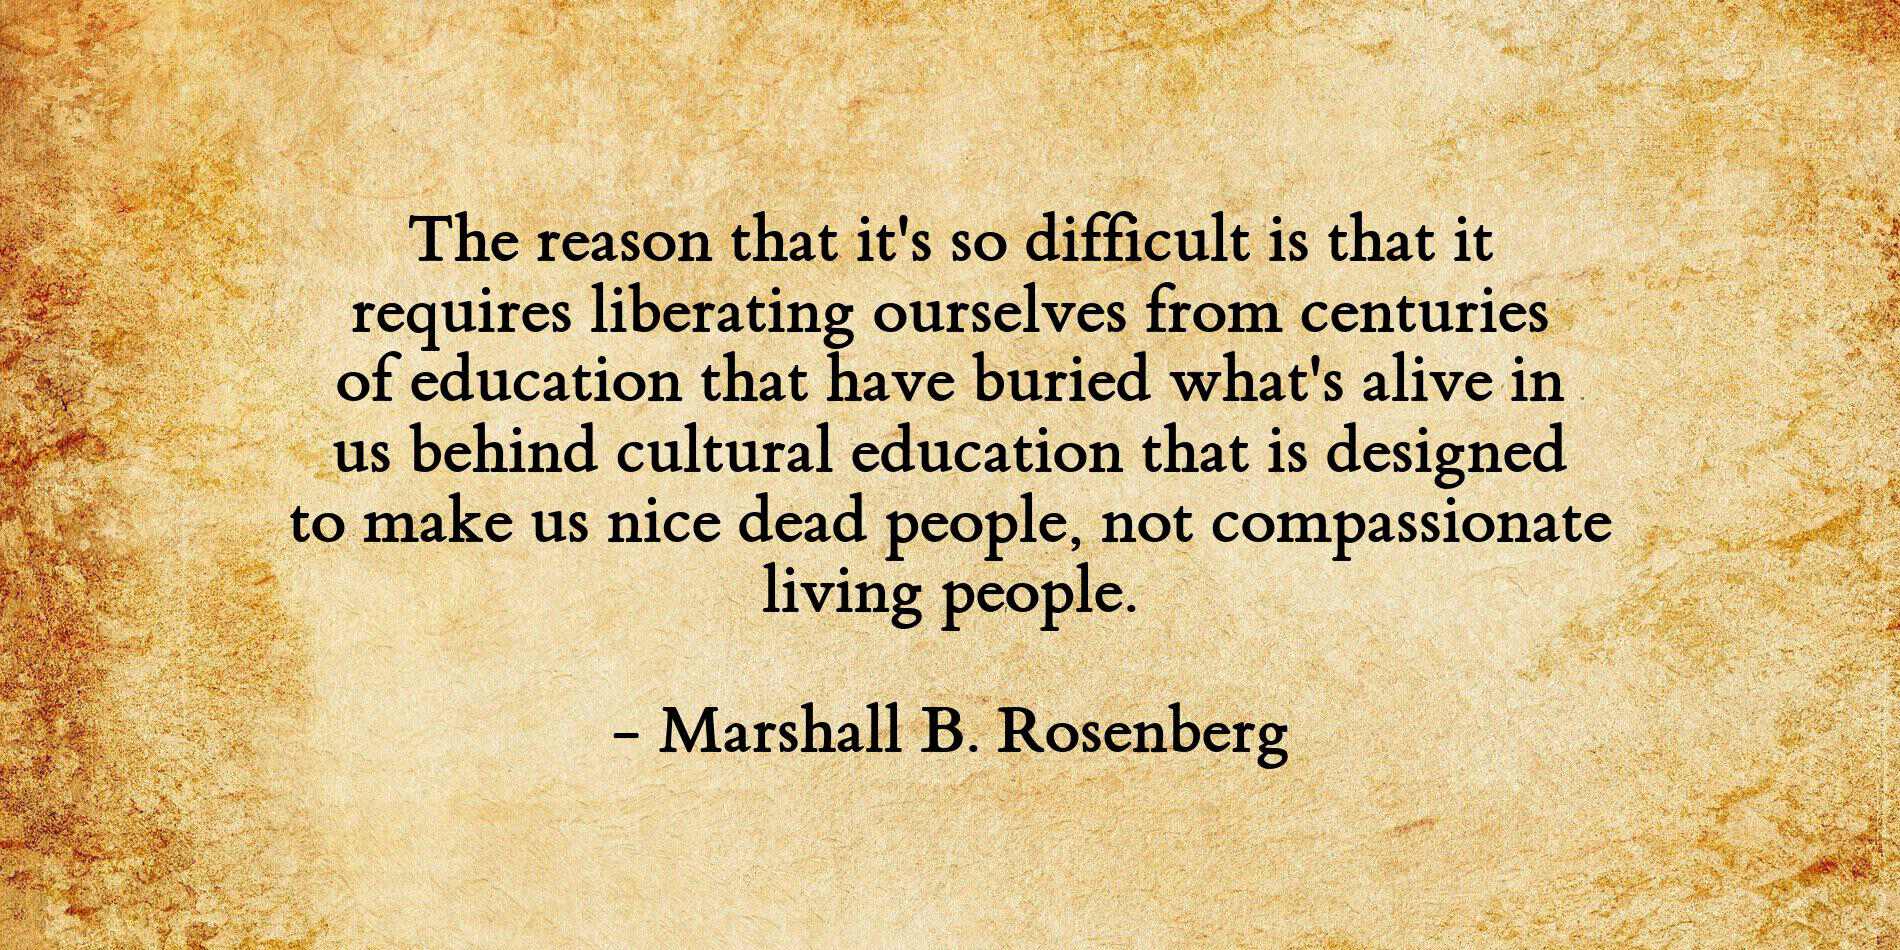 The reason that it's so difficult is that it
requires liberating ourselves from centuries
of education that have buried what's alive in
us behind cultural education that is designed
to make us nice dead people, not compassionate
living people.
- Marshall B. Rosenberg